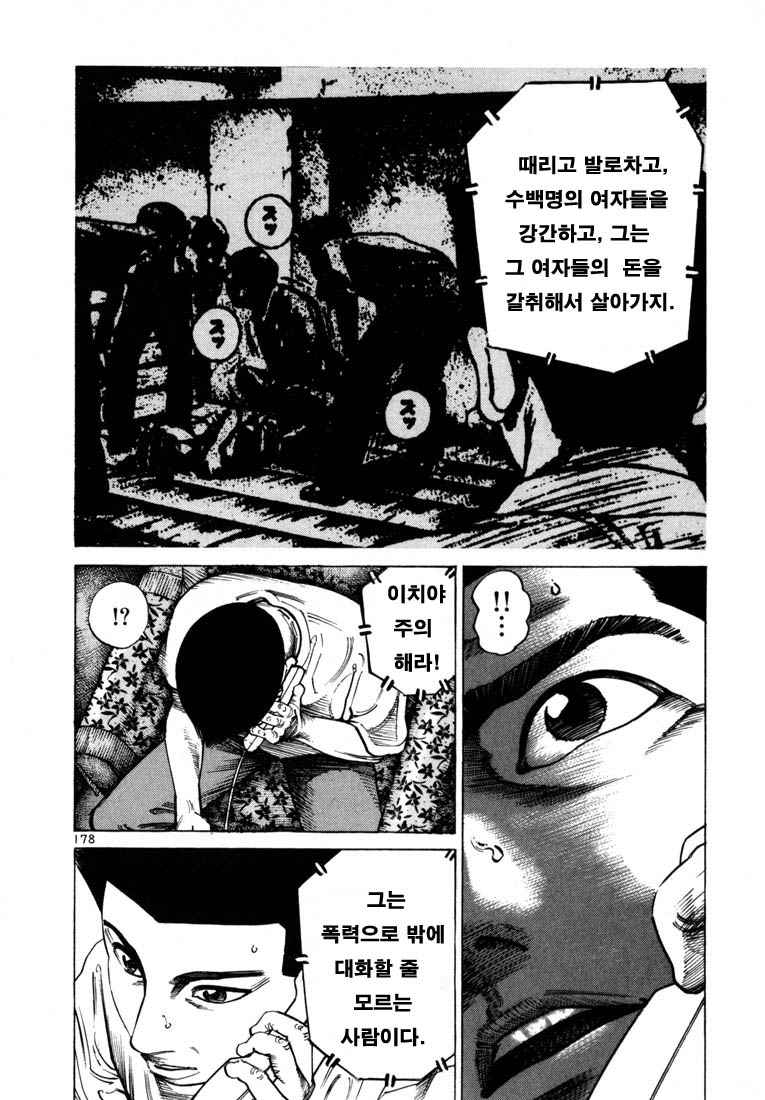 때리고 발로차고,
수백명의 여자들을
강간하고, 그는
그 여자들의 돈을
갈취해서 살아가지.
스ッ
스ッ
스ッ
!!…
이치야
주의
해라!
!?
178
그는
폭력으로 밖에
대화할 줄
모르는
사람이다.